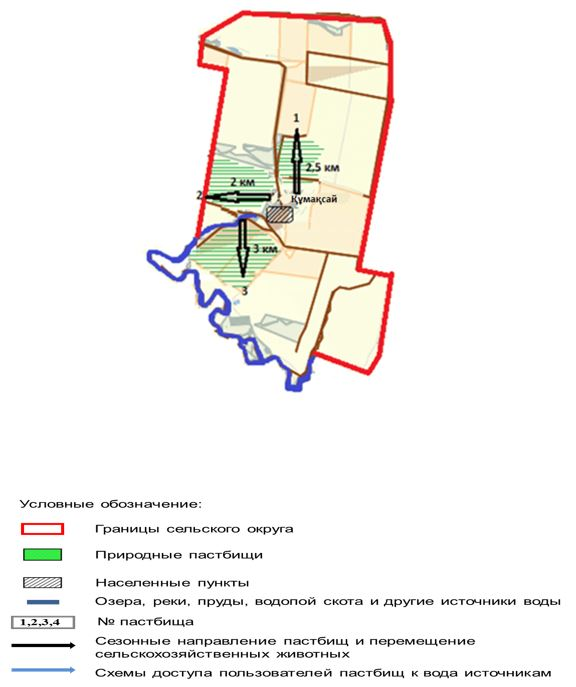 1
2,5 км
2 км
2
Құмақсай
3 км
3
Условные обозначение:
Границы сельского округа
Природные пастбищи
Населенные пункты
Озера, реки, пруды, водопой скота и другие источники воды
1,2,3,4 № пастбища
Сезонные направление пастбищ и перемещение
сельскохозяйственных животных
Схемы доступа пользователей пастбищ к вода источникам